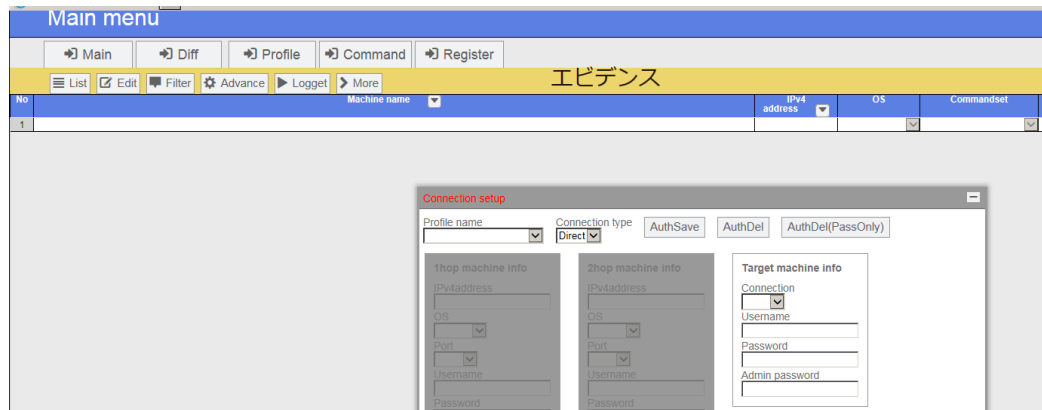 Main menu
Main Diff Profile Command Register
List Edit Filter Advance Logget More エビデンス
No Machine name IPv4 address OS Commandset
1
Connection setup
Profile name Connection type AuthSave AuthDel AuthDel(PassOnly)
Direct
1hop machine info 2hop machine info Target machine info
IPv4address IPv4address Connection
OS OS Username
Port Port Password
Username Username Admin password
Password Password